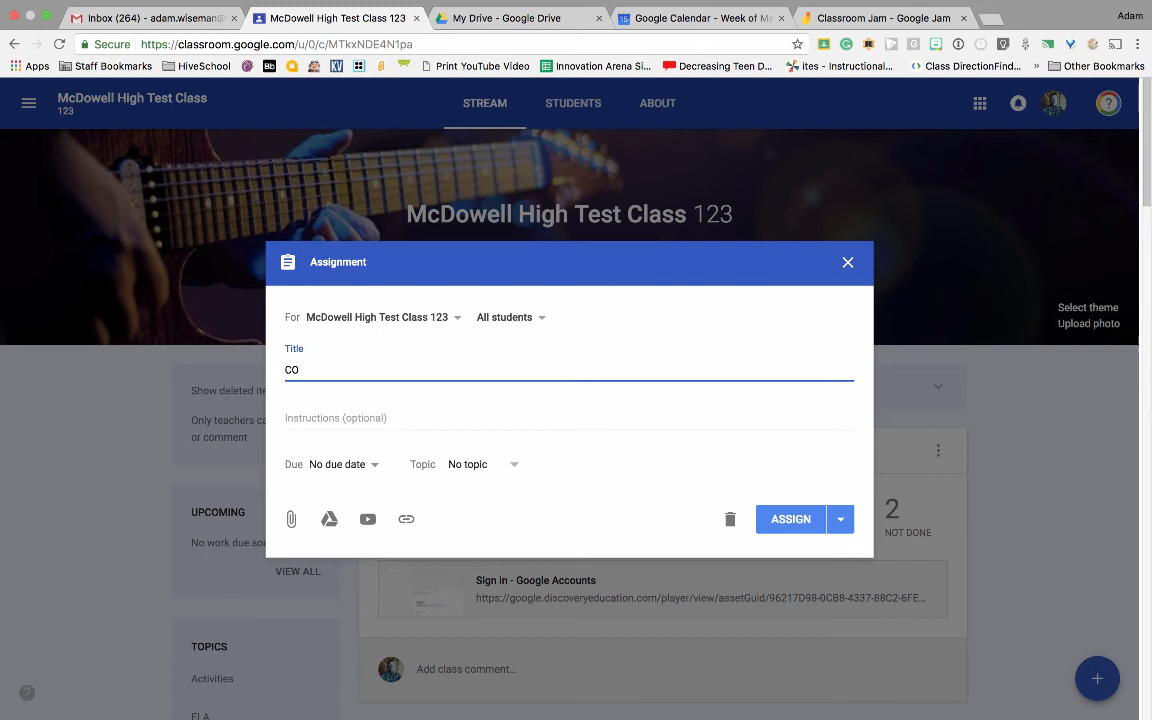 Inbox (264) - adam.wiseman@
McDowell High Test Class 123
My Drive - Google Drive
Google Calendar - Week of Ma
Classroom Jam - Google Jam
Adam
Secure
https://classroom.google.com/u/0/c/MTkxNDE4N1pa
Apps
Staff Bookmarks
HiveSchool
Bb
KV
Print YouTube Video
Innovation Arena Si...
Decreasing Teen D...
ites - Instructional...
Class DirectionFind...
»
Other Bookmarks
McDowell High Test Class
123
STREAM
STUDENTS
ABOUT
McDowell High Test Class 123
Select theme
Upload photo
Assignment
For McDowell High Test Class 123 All students
Title
CO
Instructions (optional)
Due No due date Topic No topic
ASSIGN
Show deleted ite
Only teachers ca
or comment
UPCOMING
No work due soo
VIEW ALL
TOPICS
Activities
ELA
2
NOT DONE
Sign in - Google Accounts
https://google.discoveryeducation.com/player/view/assetGuid/96217D98-0CB8-4337-88C2-6FE...
Add class comment...